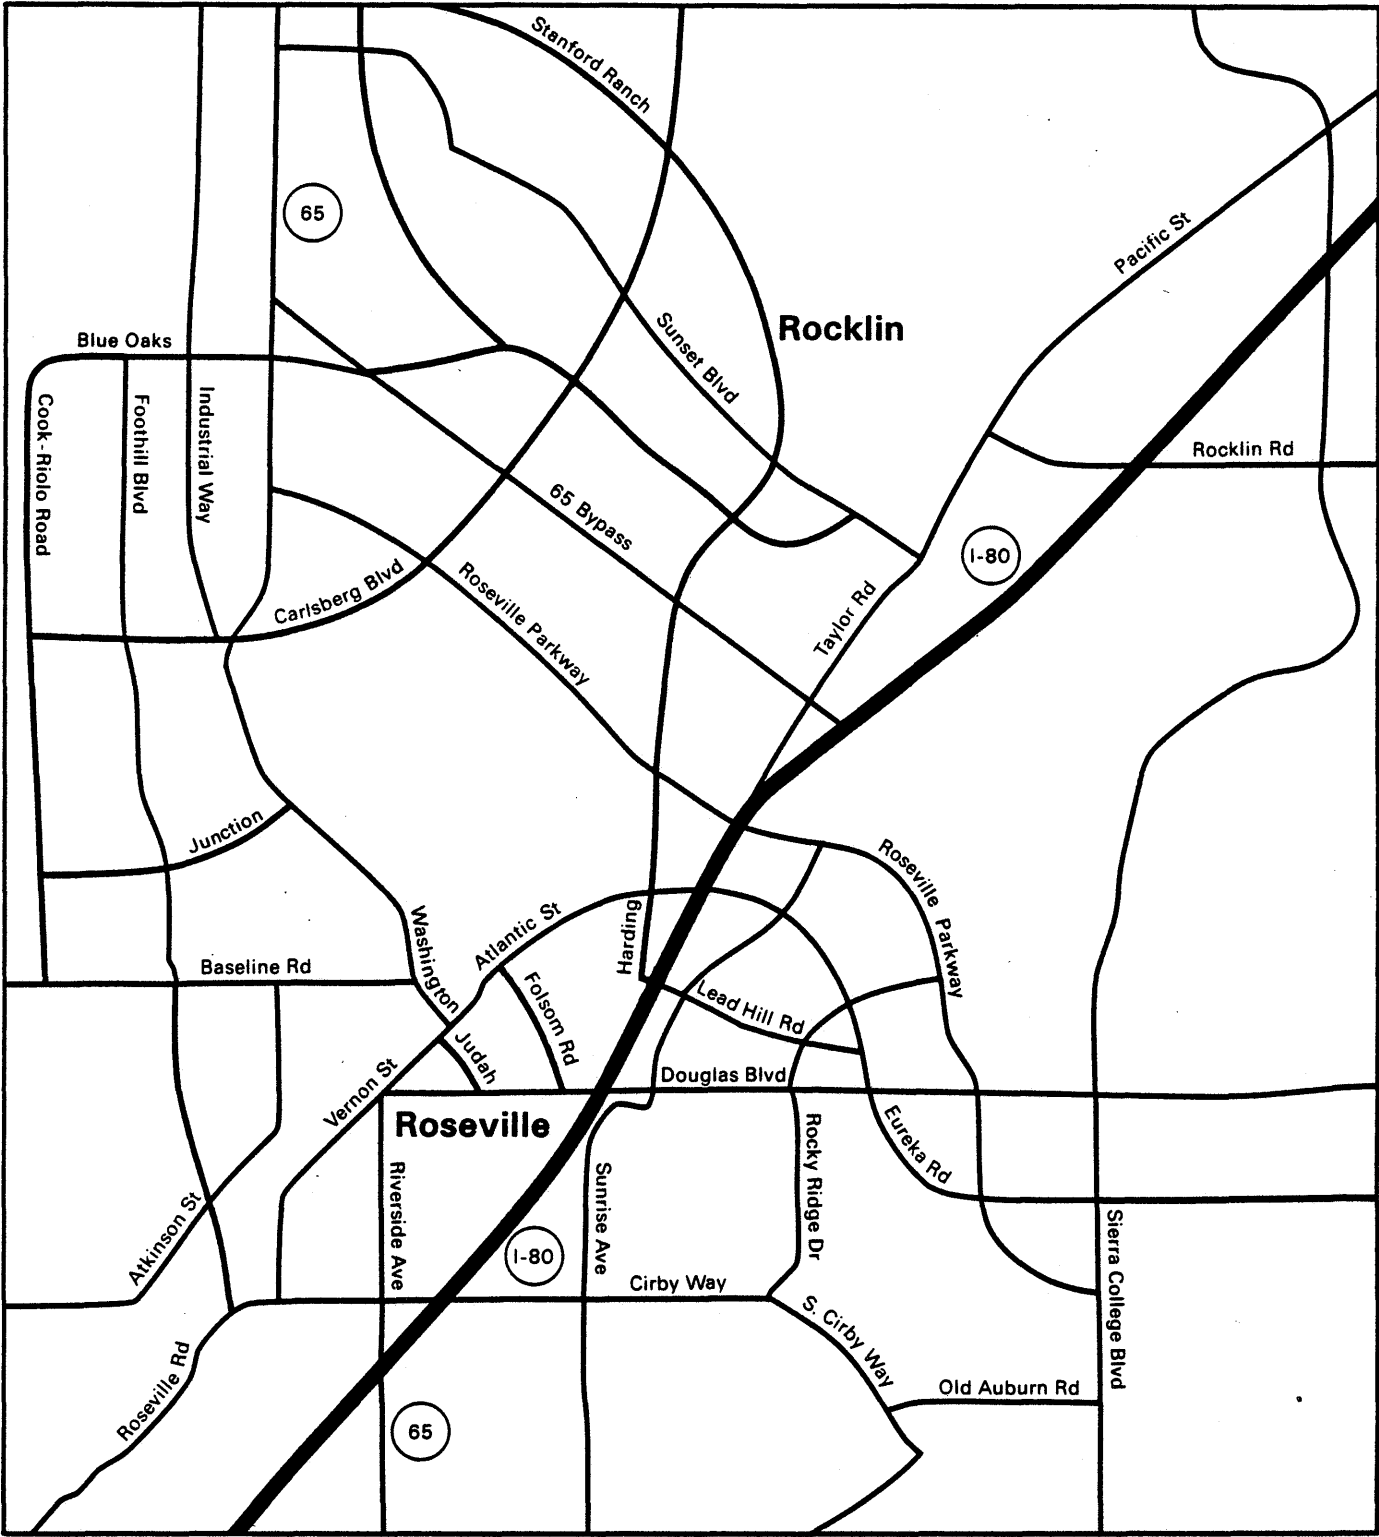 Stanford Ranch
65
Pacific St
Rocklin
Blue Oaks
Sunset Blvd
Cook-Riolo Road
Foothill Blvd
Industrial Way
Rocklin Rd
65 Bypass
I-80
Carlsberg Blvd
Roseville Parkway
Taylor Rd
Junction
Roseville Parkway
Washington
Atlantic St
Harding
Baseline Rd
Folsom Rd
Lead Hill Rd
Judah
Vernon St
Douglas Blvd
Roseville
Eureka Rd
Rocky Ridge Dr
Riverside Ave
Sunrise Ave
Atkinson St
Sierra College Blvd
I-80
Cirby Way
S. Cirby Way
Roseville Rd
Old Auburn Rd
65